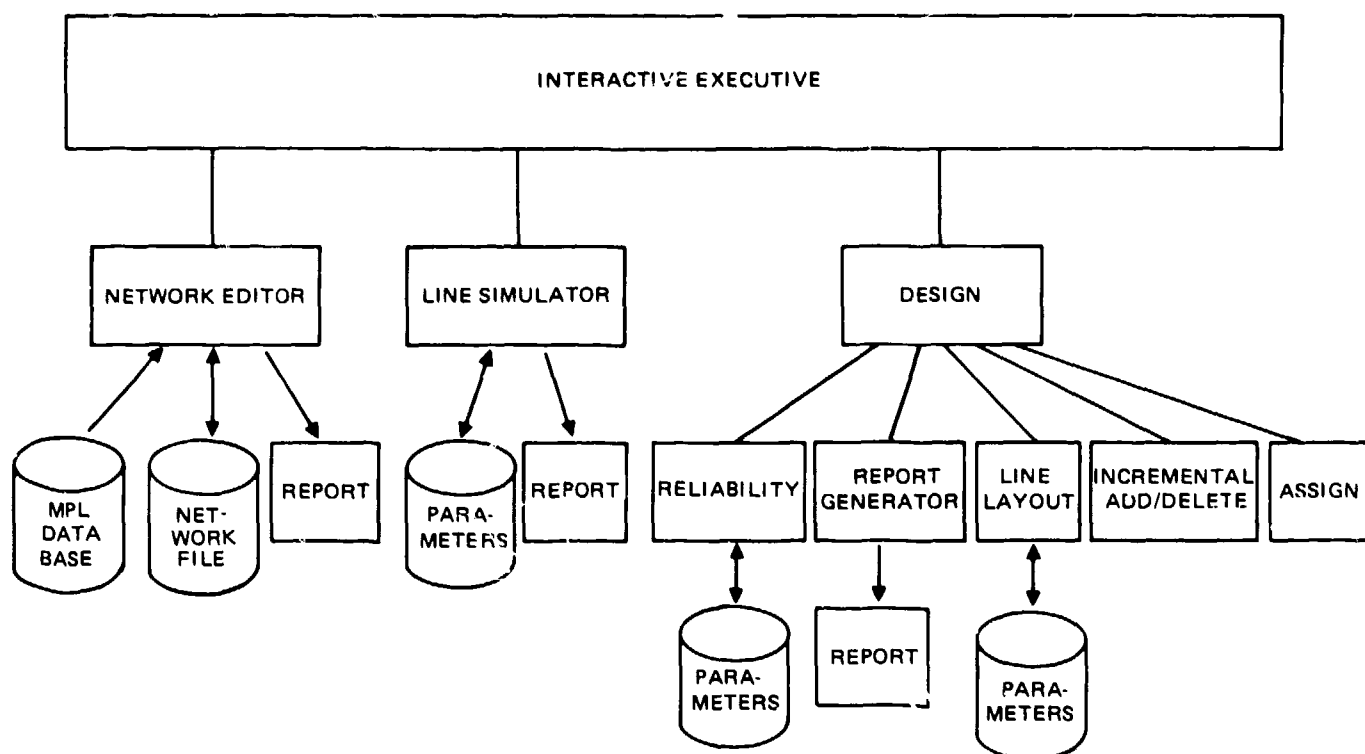 INTERACTIVE EXECUTIVE
NETWORK EDITOR
LINE SIMULATOR
DESIGN
MPL
DATA
BASE
NET-
WORK
FILE
REPORT
PARA-
METERS
REPORT
RELIABILITY
REPORT
GENERATOR
LINE
LAYOUT
INCREMENTAL
ADD/DELETE
ASSIGN
PARA-
METERS
REPORT
PARA-
METERS